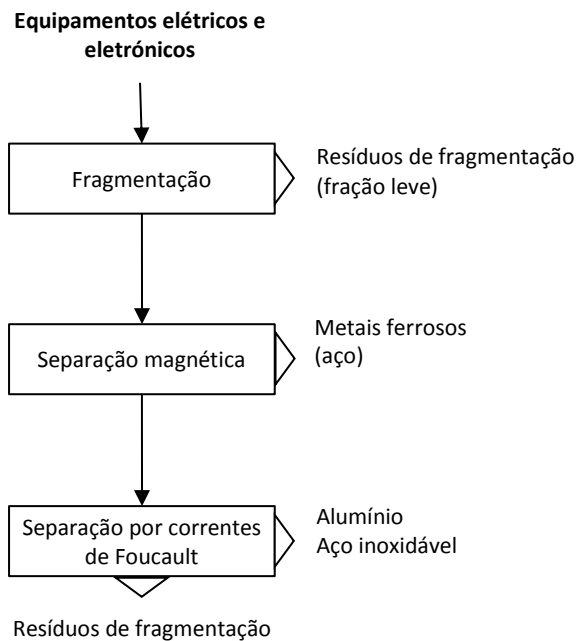 Equipamentos elétricos e
eletrónicos
Fragmentação
Resíduos de fragmentação
(fração leve)
Separação magnética
Metais ferrosos
(aço)
Separação por correntes
de Foucault
Alumínio
Aço inoxidável
Resíduos de fragmentação